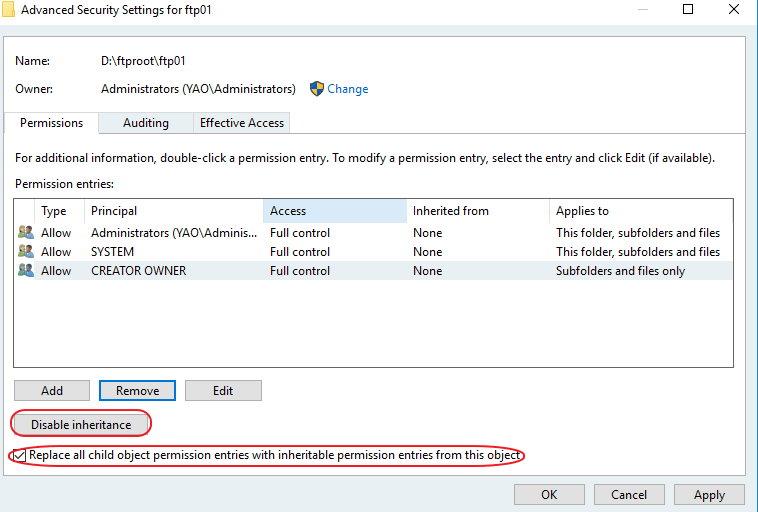 Advanced Security Settings for ftp01
Name: D:\ftproot\ftp01
Owner: Administrators (YAO\Administrators) Change
Permissions Auditing Effective Access
For additional information, double-click a permission entry. To modify a permission entry, select the entry and click Edit (if available).
Permission entries:
Type Principal Access Inherited from Applies to
Allow Administrators (YAO\Adminis... Full control None This folder, subfolders and files
Allow SYSTEM Full control None This folder, subfolders and files
Allow CREATOR OWNER Full control None Subfolders and files only
Add Remove Edit
Disable inheritance
Replace all child object permission entries with inheritable permission entries from this object
OK Cancel Apply